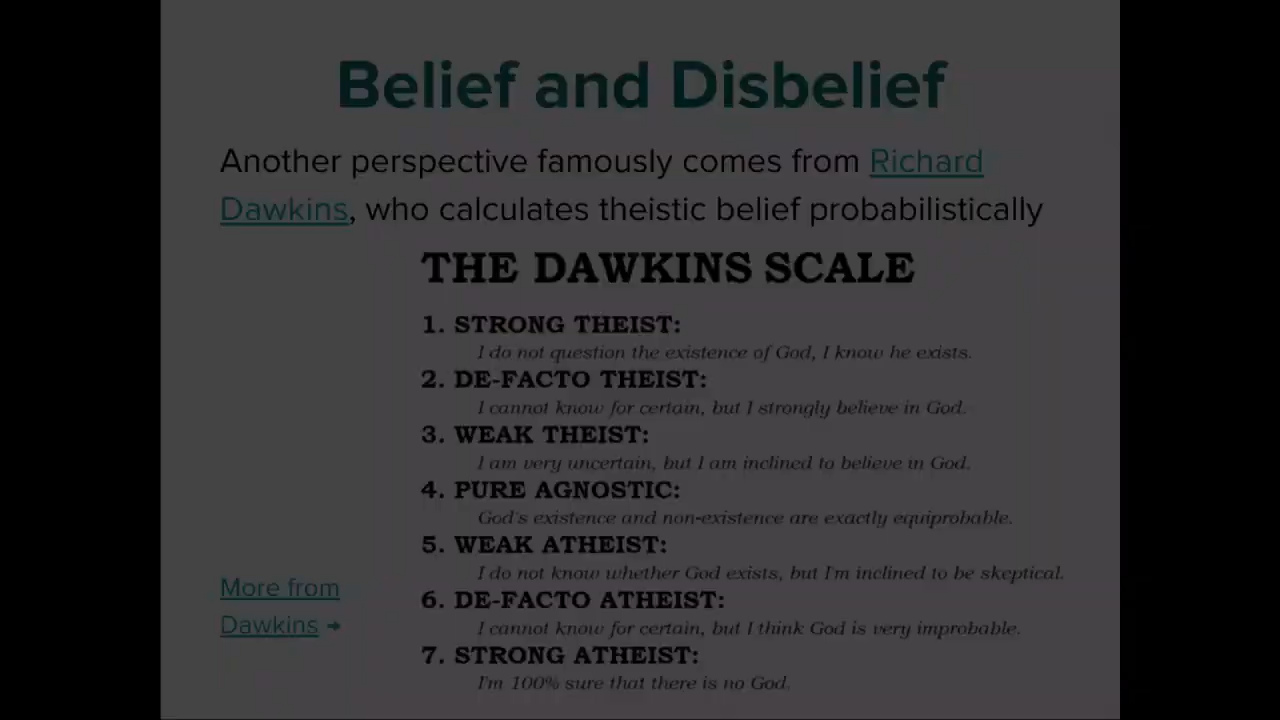 Belief and Disbelief
Another perspective famously comes from Richard
Dawkins, who calculates theistic belief probabilistically
THE DAWKINS SCALE
1. STRONG THEIST:
I do not question the existence of God, I know he exists.
2. DE-FACTO THEIST:
I cannot know for certain, but I strongly believe in God.
3. WEAK THEIST:
I am very uncertain, but I am inclined to believe in God.
4. PURE AGNOSTIC:
God's existence and non-existence are exactly equiprobable.
5. WEAK ATHEIST:
I do not know whether God exists, but I'm inclined to be skeptical.
6. DE-FACTO ATHEIST:
I cannot know for certain, but I think God is very improbable.
7. STRONG ATHEIST:
I'm 100% sure that there is no God.
More from
Dawkins →